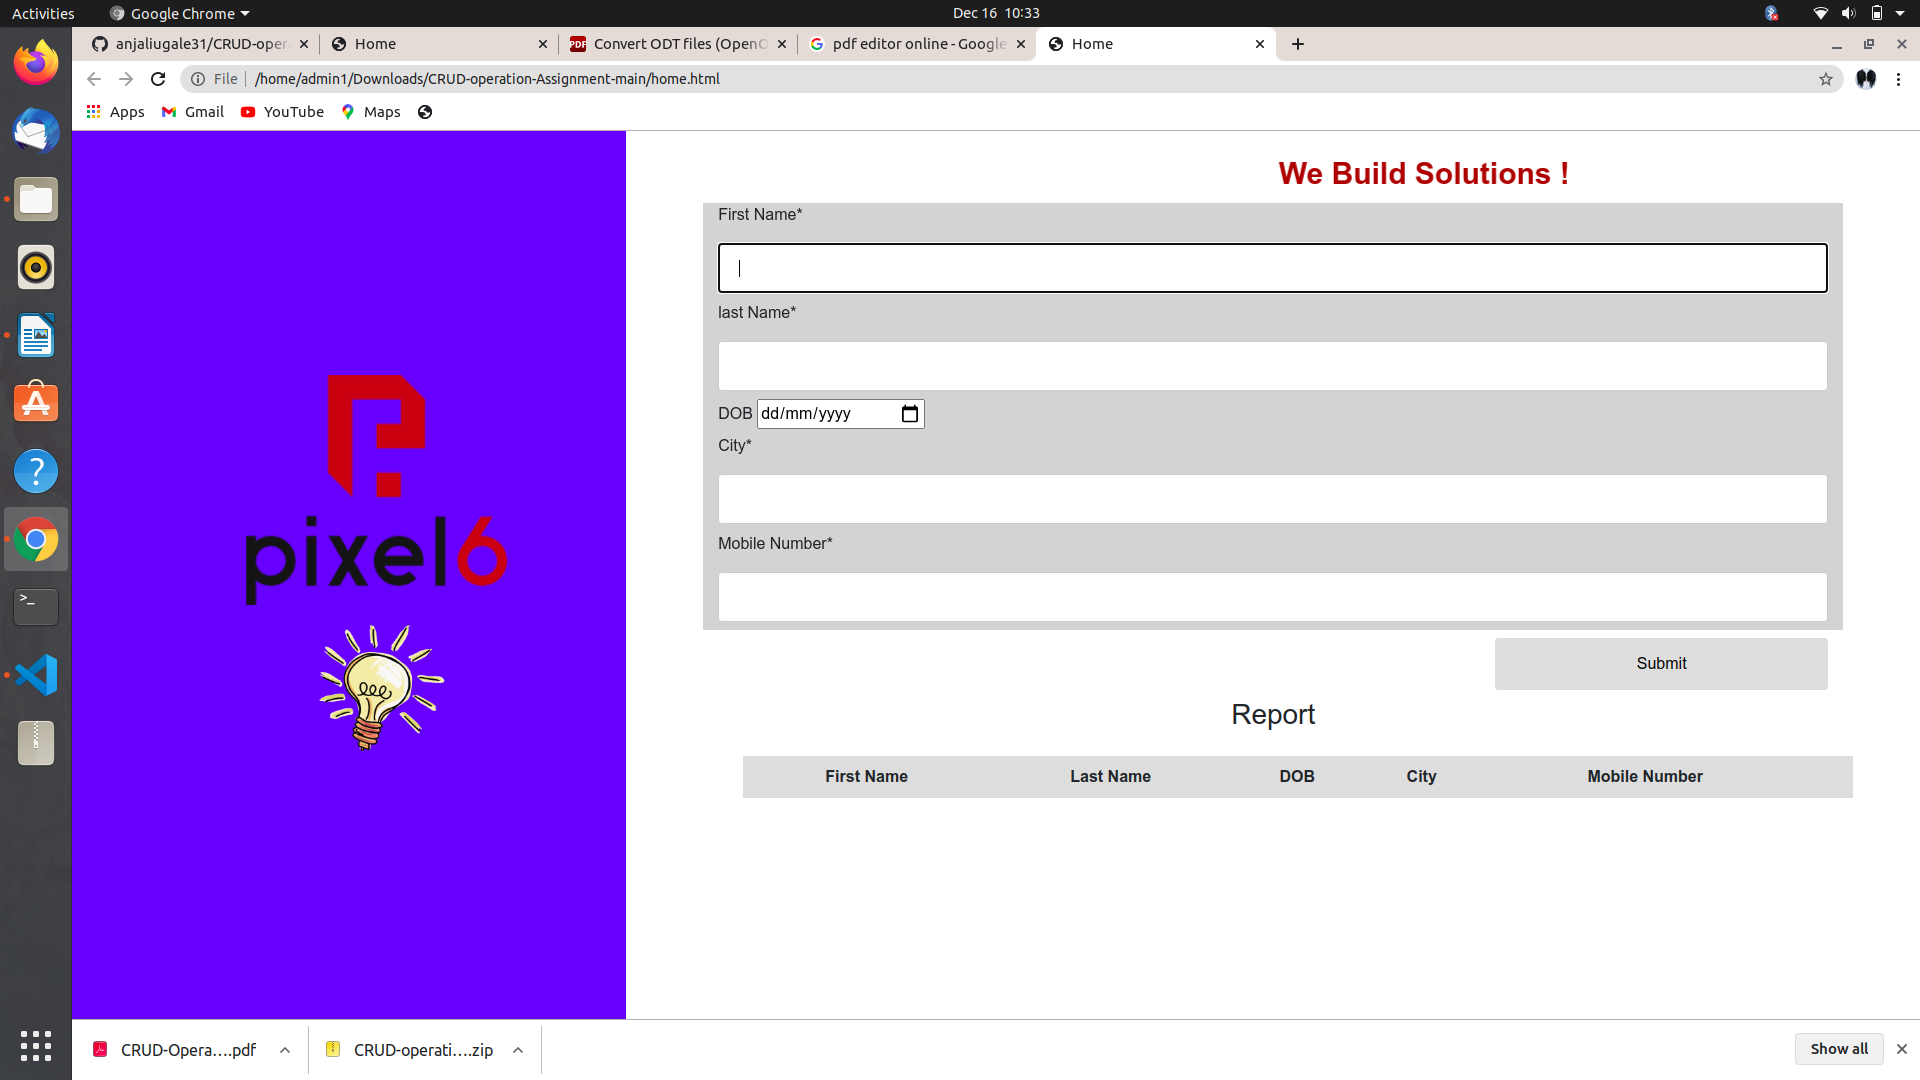 Activities
Google Chrome
Dec 16 10:33
anjaliugale31/CRUD-oper
Home
Convert ODT files (OpenO
pdf editor online - Google
Home
File
/home/admin1/Downloads/CRUD-operation-Assignment-main/home.html
Apps
Gmail
YouTube
Maps
We Build Solutions !
First Name*
last Name*
DOB dd/mm/yyyy
City*
Mobile Number*
Submit
pixel6
Report
First Name Last Name DOB City Mobile Number
CRUD-Opera....pdf
CRUD-operati....zip
Show all